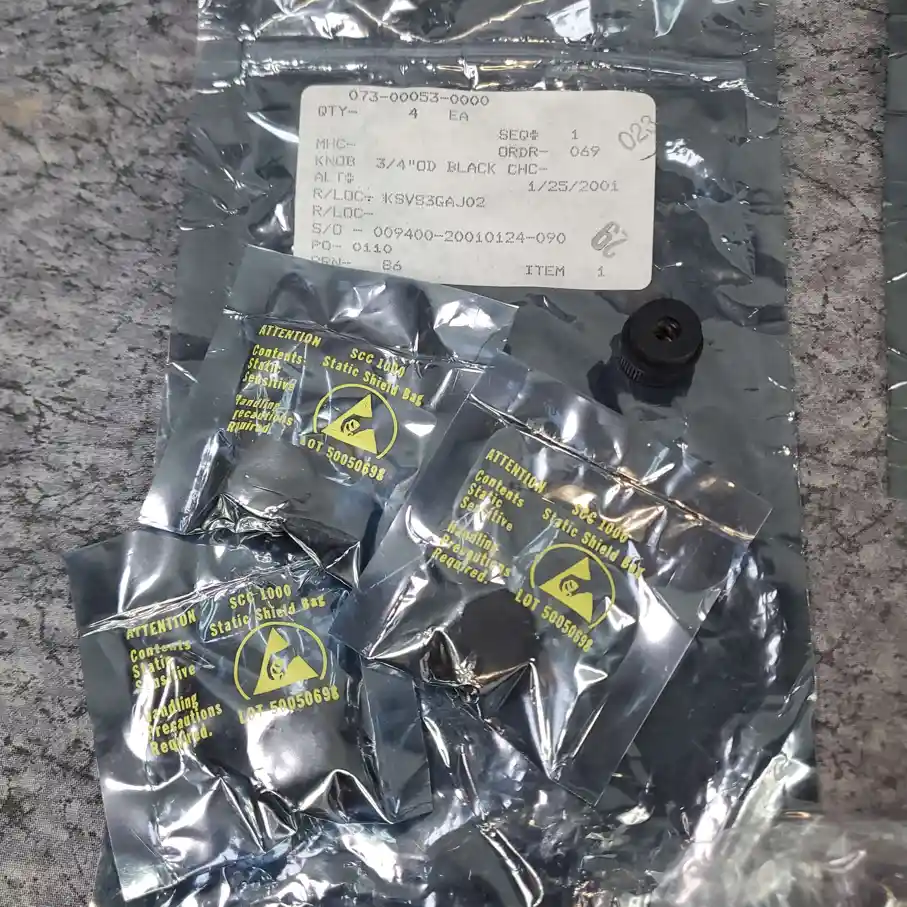 073-00053-0000
QTY- 4 EA
SEQ# 1
MHC- ORDR- 069
KNOB 3/4"OD BLACK CHC-
ALT# 1/25/2001
R/LOC- KSVS3GAJ02
R/LOC-
S/O - 009400-20010124-090
PO- 0110
86 ITEM 1
023
62
ATTENTION
Contents
Static
Sensitive
Handling
Precautions
Required.
SCC 1000
Static Shield Bag
LOT 50050698
ATTENTION
Contents
Static
Sensitive
Handling
Precautions
Required.
SCC 1000
Static Shield Bag
LOT 50050698
ATTENTION
Contents
Static
Sensitive
Handling
Precautions
Required.
SCC 1000
Static Shield Bag
LOT 50050698